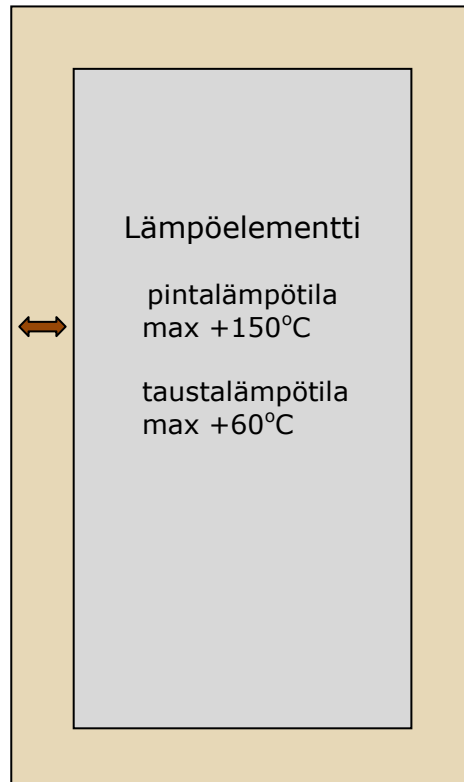 Lämpöelementti
pintalämpötila
max +150°C
taustalämpötila
max +60°C